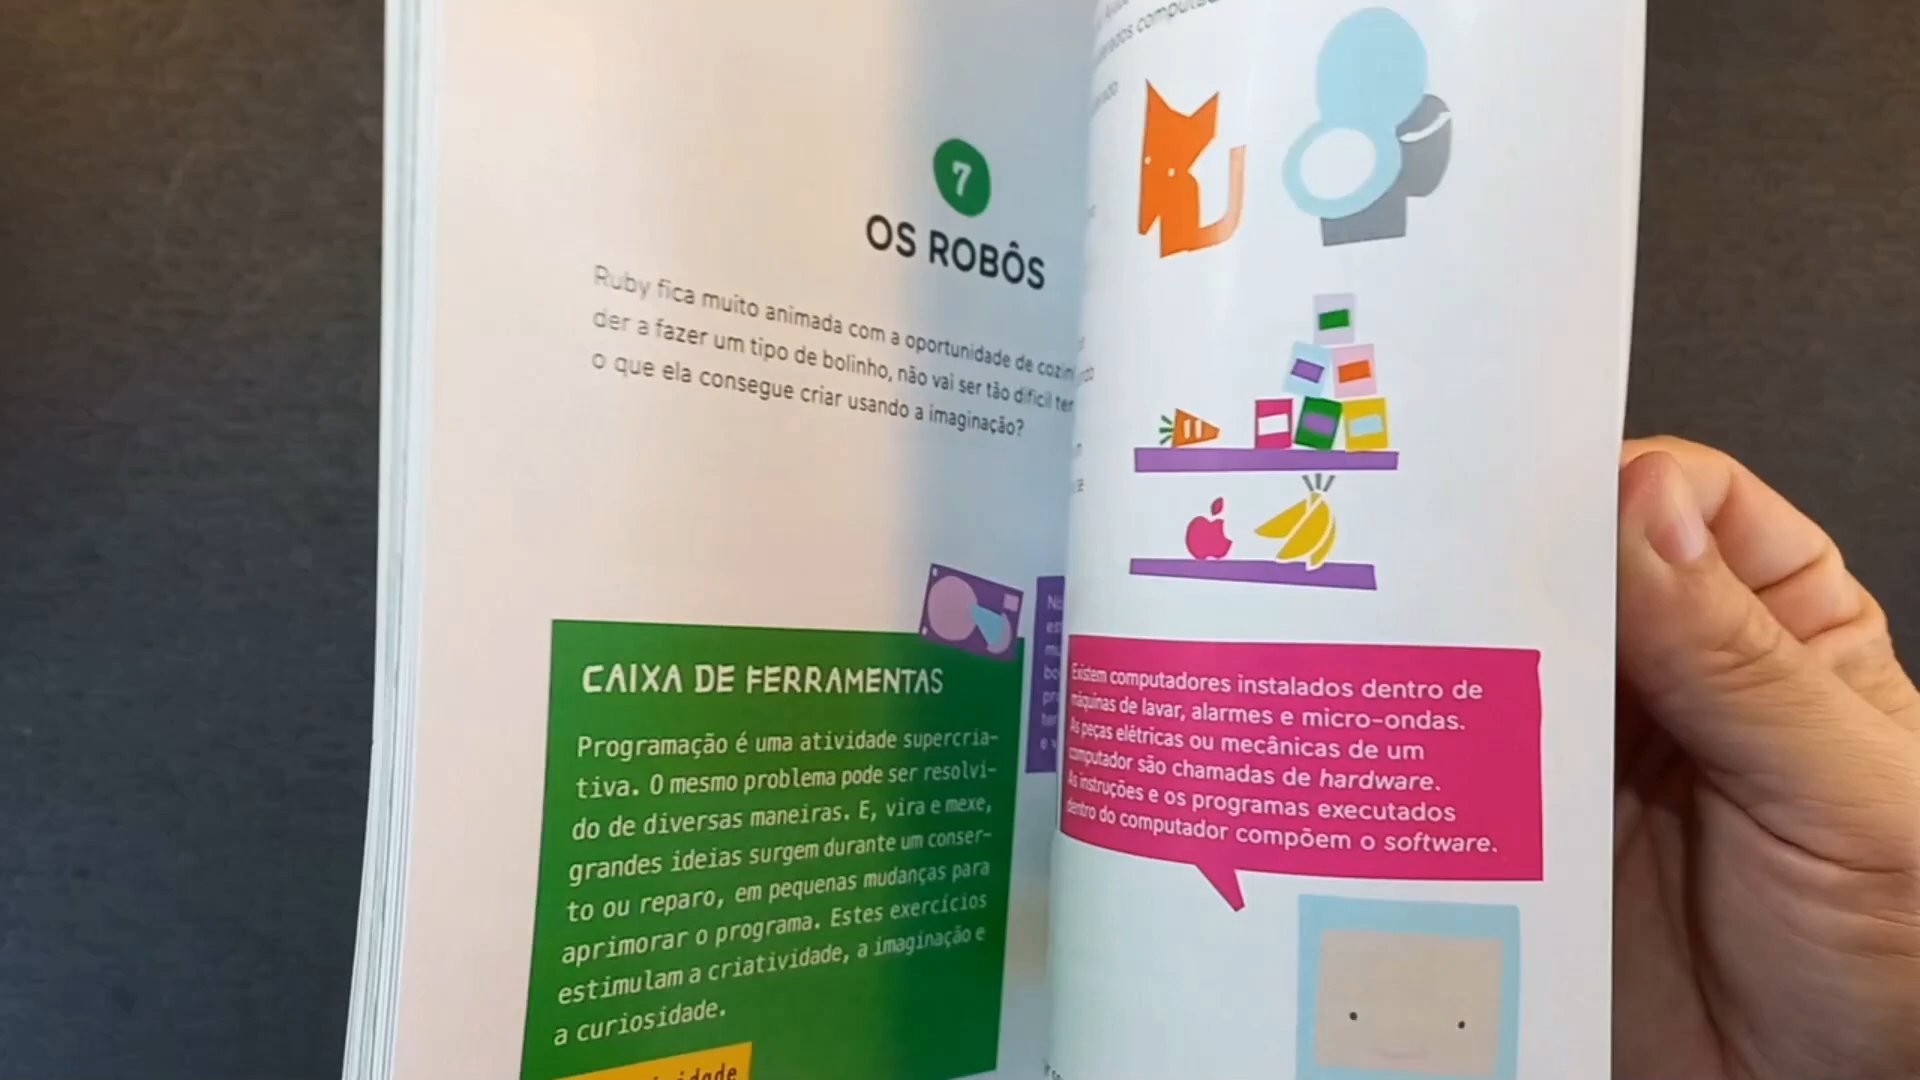 7
OS ROBÔS
Ruby fica muito animada com a oportunidade de
der a fazer um tipo de bolinho, não vai ser tão difícil
o que ela consegue criar usando a imaginação?
CAIXA DE FERRAMENTAS
Programação é uma atividade supercria-
tiva. O mesmo problema pode ser resolvi-
do de diversas maneiras. E, vira e mexe,
grandes ideias surgem durante um conser-
to ou reparo, em pequenas mudanças para
aprimorar o programa. Estes exercícios
estimulam a criatividade, a imaginação e
a curiosidade.
Existem computadores instalados dentro de
máquinas de lavar, alarmes e micro-ondas.
As peças elétricas ou mecânicas de um
computador são chamadas de hardware.
As instruções e os programas executados
dentro do computador compõem o software.